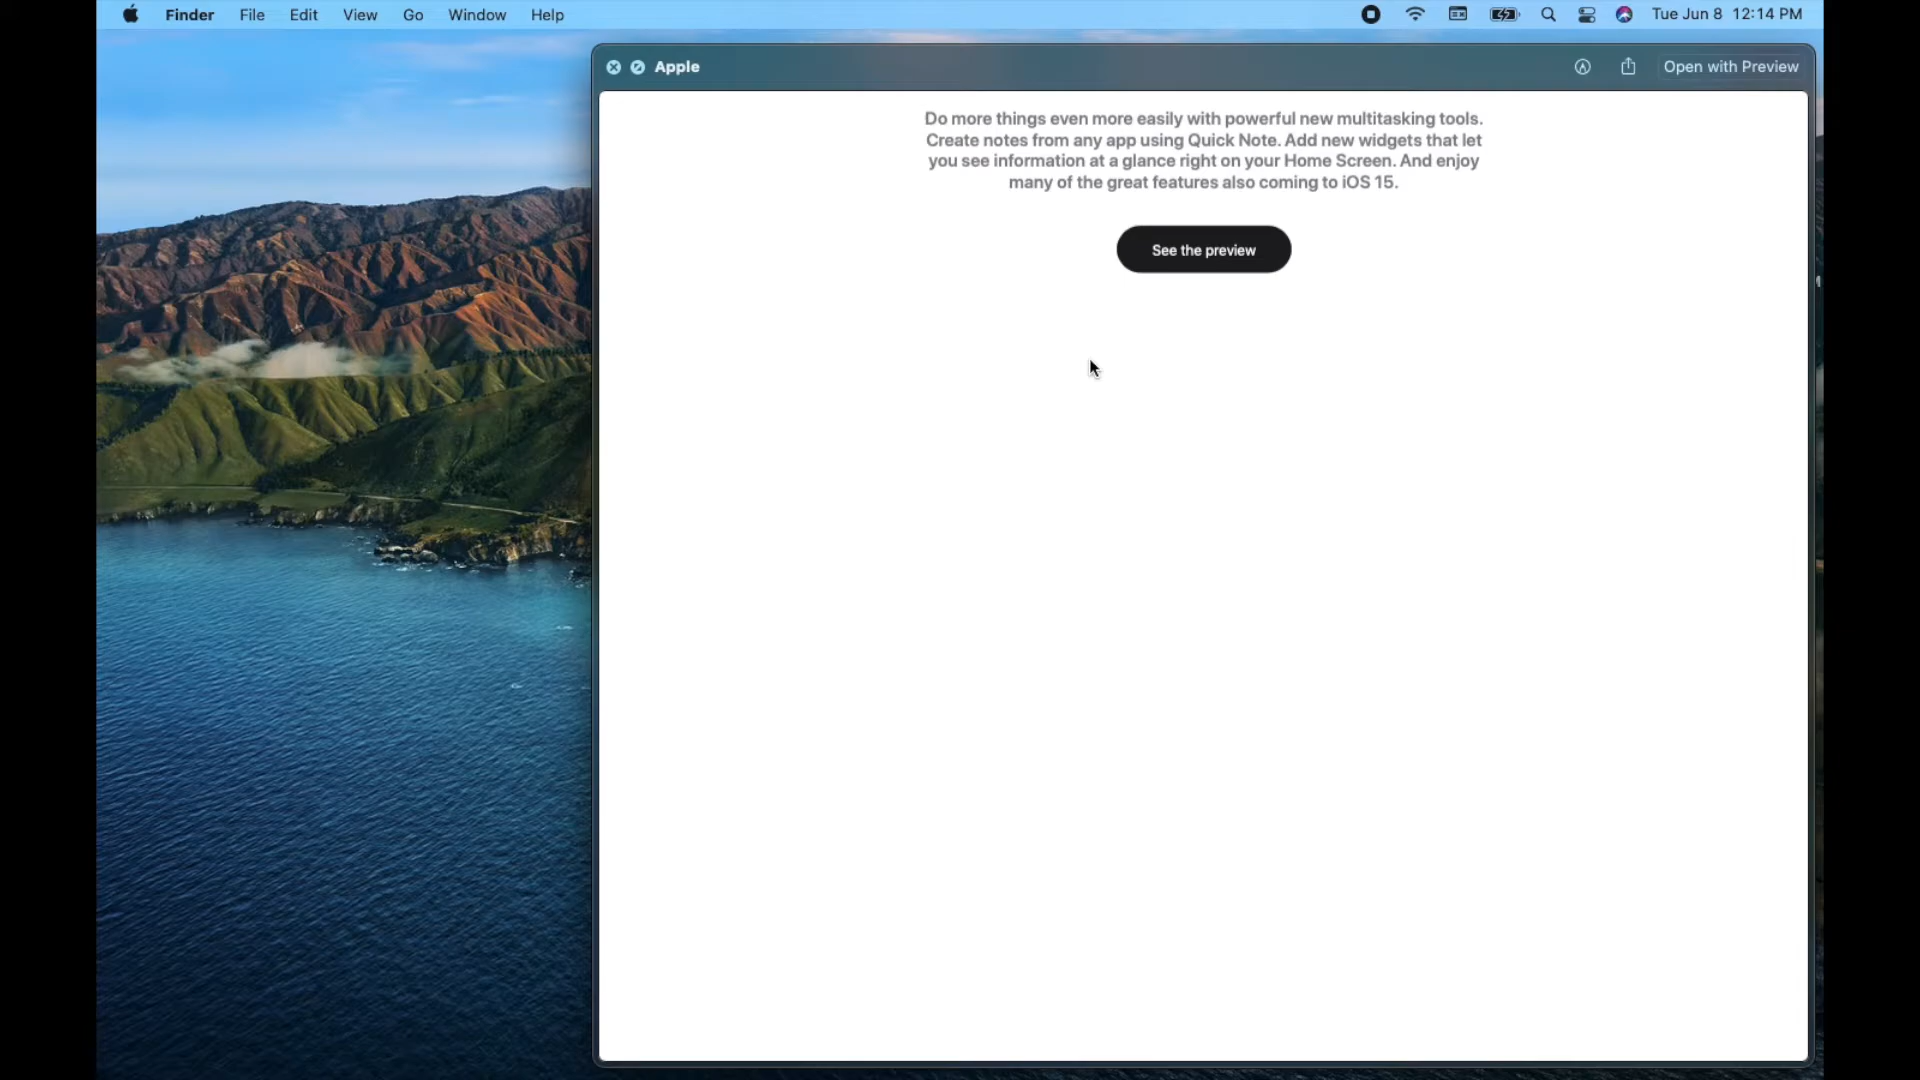 Finder File Edit View Go Window Help Tue Jun 8 12:14 PM
Apple Open with Preview
Do more things even more easily with powerful new multitasking tools.
Create notes from any app using Quick Note. Add new widgets that let
you see information at a glance right on your Home Screen. And enjoy
many of the great features also coming to iOS 15.
See the preview